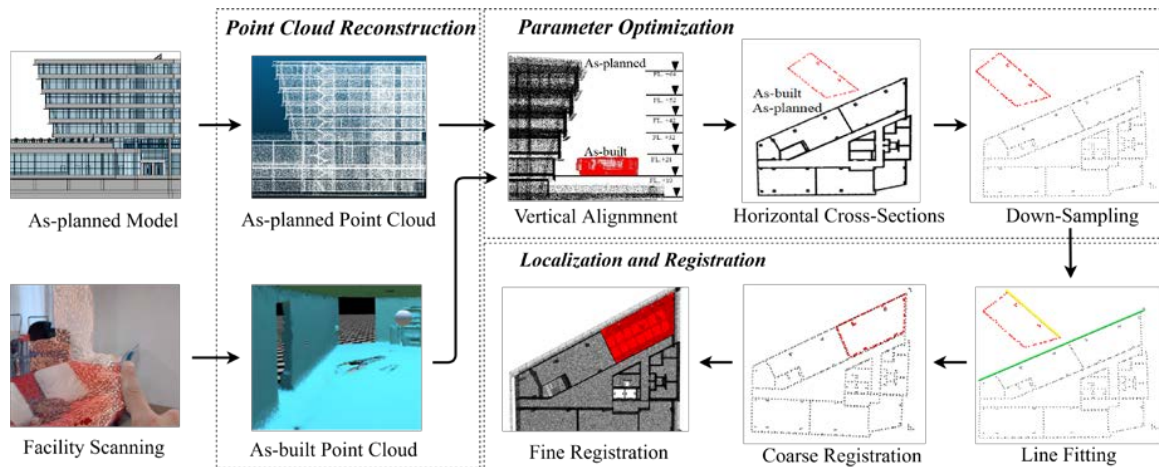 Point Cloud Reconstruction
Parameter Optimization
As-planned
As-built
As-built
As-planned
As-planned Model
As-planned Point Cloud
Vertical Alignmnent
Horizontal Cross-Sections
Down-Sampling
Localization and Registration
Facility Scanning
As-built Point Cloud
Fine Registration
Coarse Registration
Line Fitting